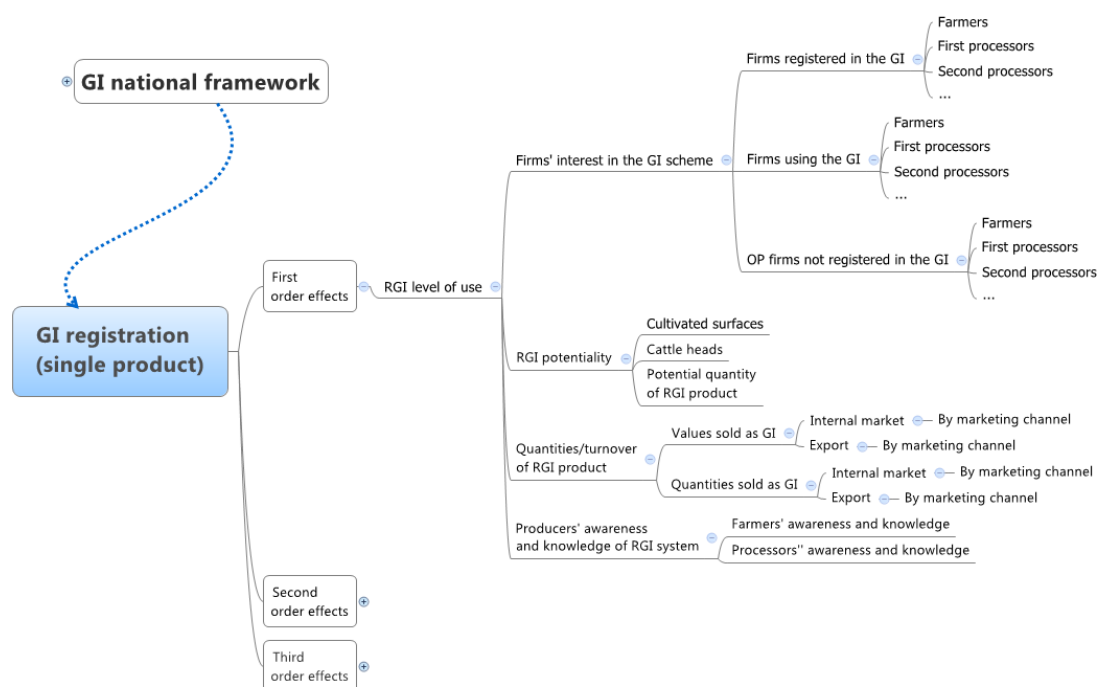 GI national framework
GI registration
(single product)
First
order effects
RGI level of use
Firms' interest in the GI scheme
Firms registered in the GI
Farmers
First processors
Second processors
...
Firms using the GI
Farmers
First processors
Second processors
...
OP firms not registered in the GI
Farmers
First processors
Second processors
...
RGI potentiality
Cultivated surfaces
Cattle heads
Potential quantity
of RGI product
Quantities/turnover
of RGI product
Values sold as GI
Internal market
By marketing channel
Export
By marketing channel
Quantities sold as GI
Internal market
By marketing channel
Export
By marketing channel
Producers' awareness
and knowledge of RGI system
Farmers' awareness and knowledge
Processors'' awareness and knowledge
Second
order effects
Third
order effects